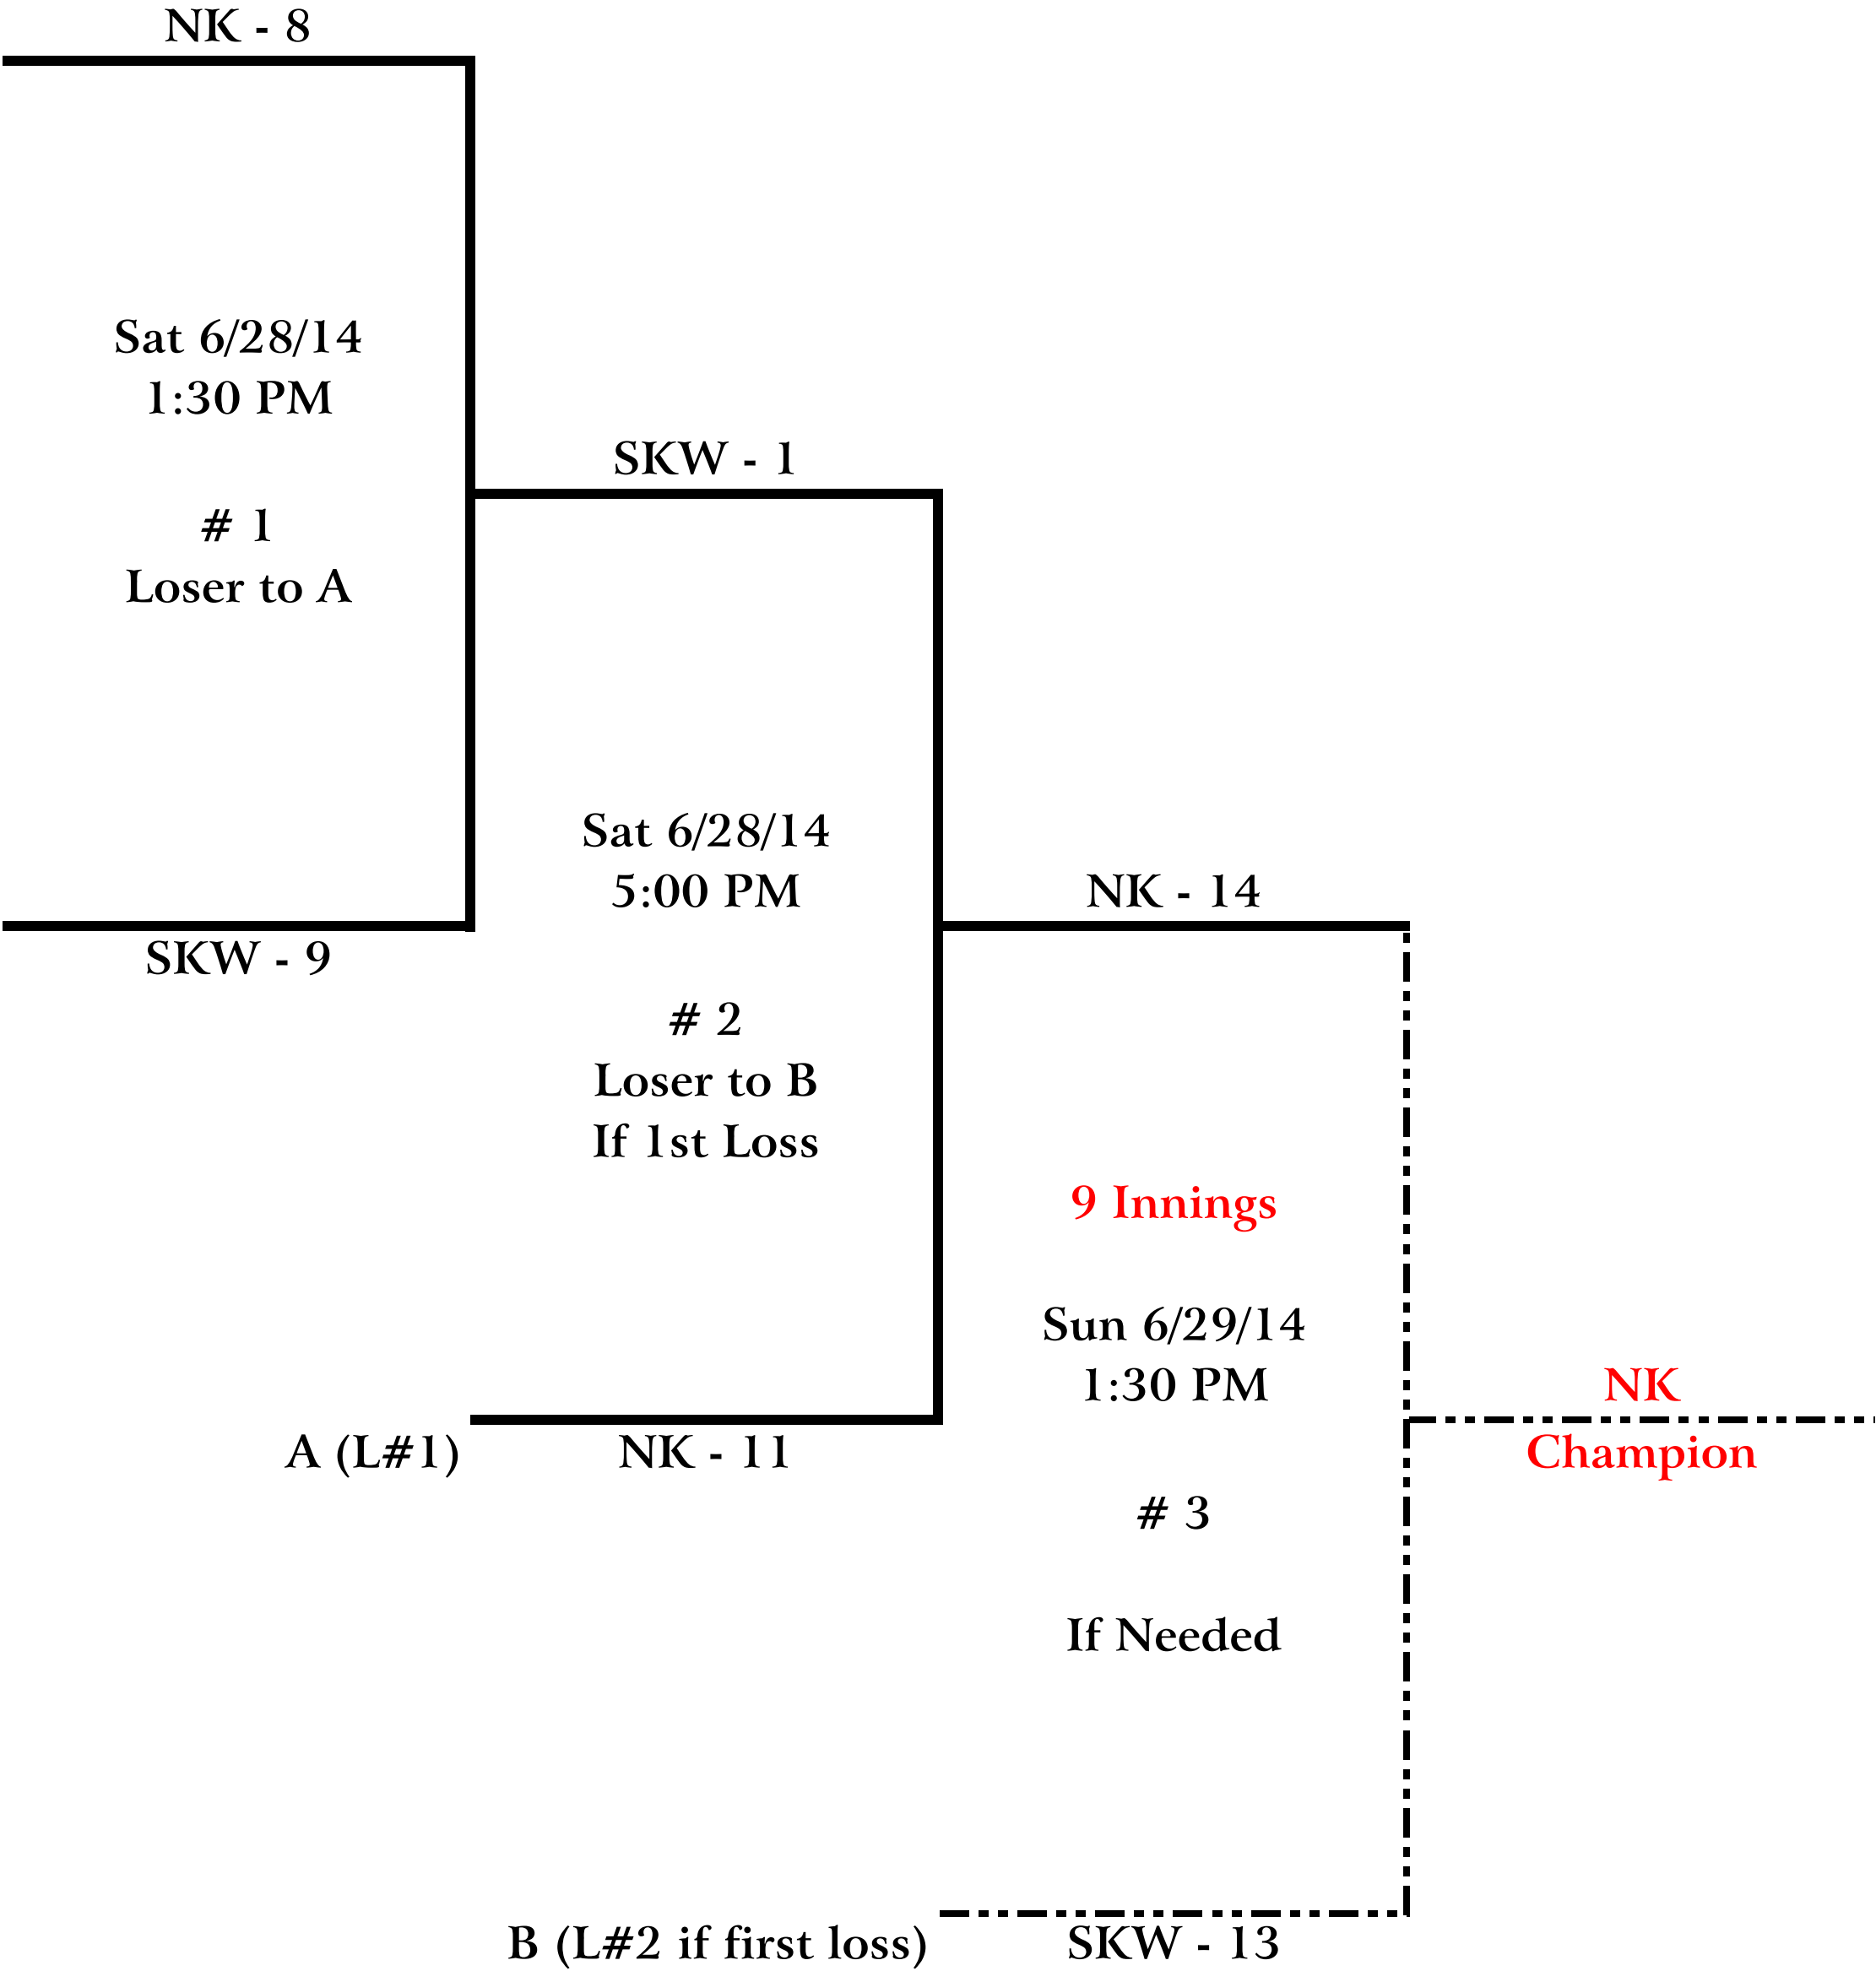 NK - 8
Sat 6/28/14
1:30 PM
# 1
Loser to A
SKW - 9
SKW - 1
Sat 6/28/14
5:00 PM
# 2
Loser to B
If 1st Loss
A (L#1)
NK - 11
NK - 14
9 Innings
Sun 6/29/14
1:30 PM
# 3
If Needed
B (L#2 if first loss)
SKW - 13
NK
Champion